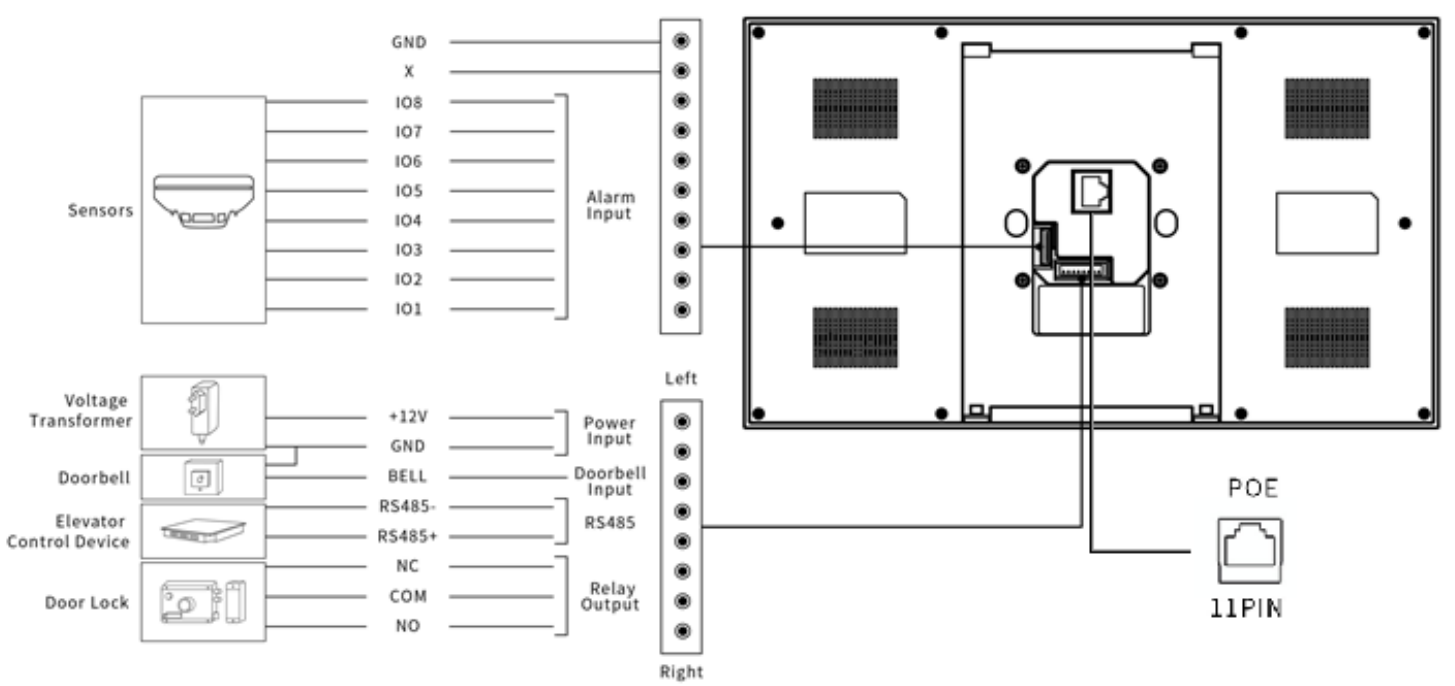 GND
X
IO8
IO7
IO6
IO5
IO4
IO3
IO2
IO1
Sensors
Alarm
Input
Left
Voltage
Transformer
+12V
GND
Power
Input
Doorbell
BELL
Doorbell
Input
Elevator
Control Device
RS485-
RS485+
RS485
Door Lock
NC
COM
NO
Relay
Output
Right
POE
11PIN